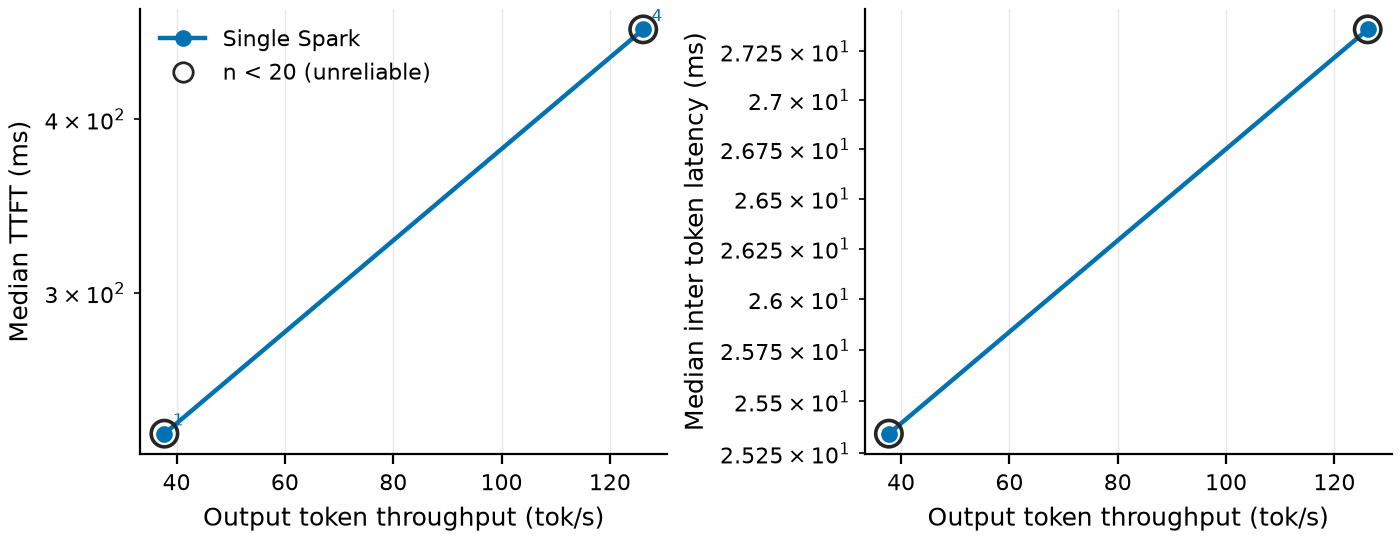 Single Spark
n < 20 (unreliable)
4
1
Median TTFT (ms)
4 × 10²
3 × 10²
40 60 80 100 120
Output token throughput (tok/s)
Median inter token latency (ms)
2.725 × 10¹
2.7 × 10¹
2.675 × 10¹
2.65 × 10¹
2.625 × 10¹
2.6 × 10¹
2.575 × 10¹
2.55 × 10¹
2.525 × 10¹
40 60 80 100 120
Output token throughput (tok/s)